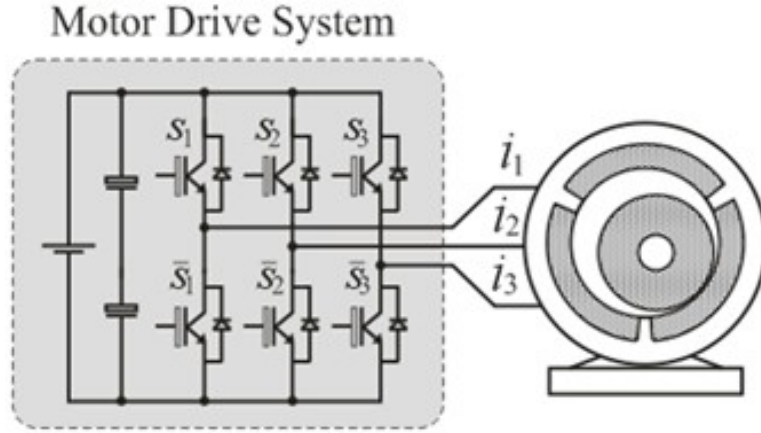 Motor Drive System
s₁ s₂ s₃
i₁
i₂
s̄₁ s̄₂ s̄₃
i₃